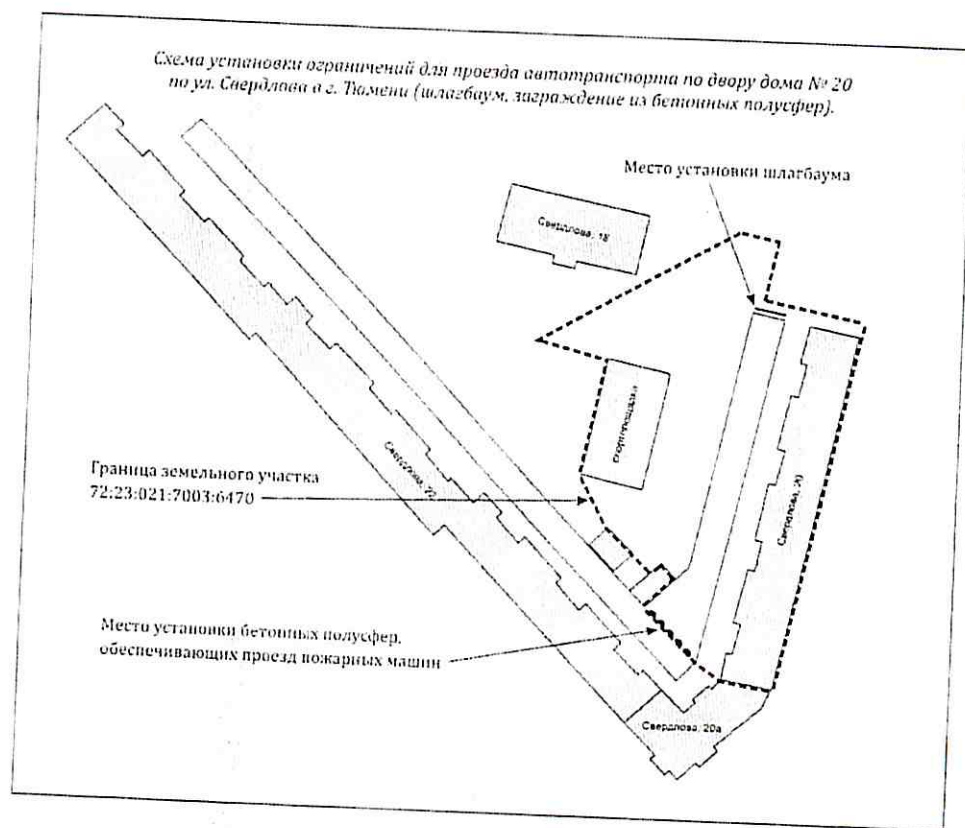 Схема установки ограничений для проезда автотранспорта по двору дома № 20
по ул. Свердлова в г. Тюмени (шлагбаум, заграждение из бетонных полусфер).
Место установки шлагбаума
Свердлова, 18
спортплощадка
Граница земельного участка
72:23:021:7003:6470
Свердлова, 22
Свердлова, 20
Место установки бетонных полусфер,
обеспечивающих проезд пожарных машин
Свердлова, 20а